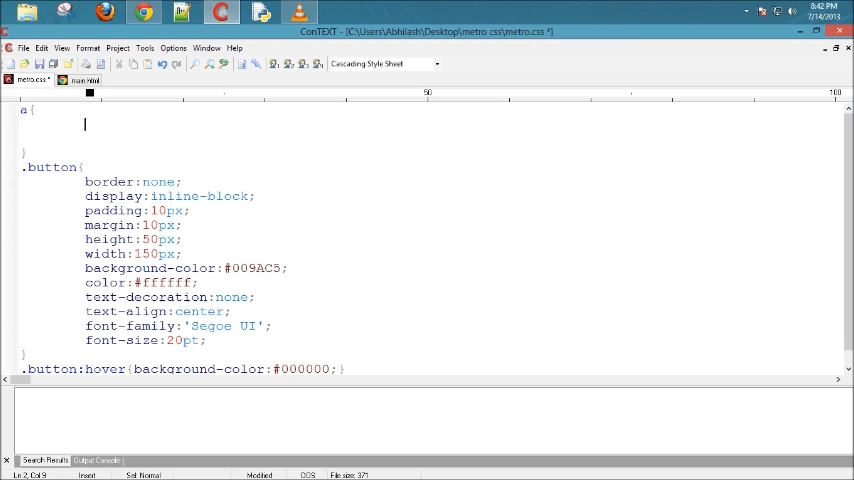 8:42 PM
7/14/2013
ConTEXT - [C:\Users\Abhilash\Desktop\metro css\metro.css *]
File Edit View Format Project Tools Options Window Help
1 2 3 4 Cascading Style Sheet
metro.css * main.html
50 100
a{
}
.button{
border:none;
display:inline-block;
padding:10px;
margin:10px;
height:50px;
width:150px;
background-color:#009AC5;
color:#ffffff;
text-decoration:none;
text-align:center;
font-family:'Segoe UI';
font-size:20pt;
}
.button:hover{background-color:#000000;}
Search Results Output Console
Ln 2, Col 9 Insert Sel: Normal Modified DOS File size: 371